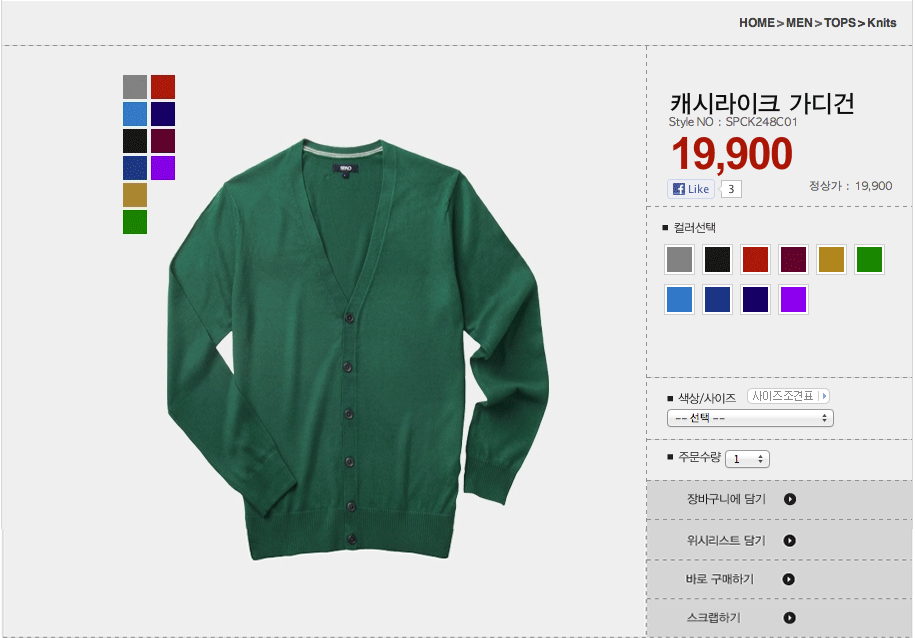 HOME > MEN > TOPS > Knits
캐시라이크 가디건
Style NO : SPCK248C01
19,900
Like 3
정상가 : 19,900
■ 컬러선택
■ 색상/사이즈 사이즈조견표
-- 선택 --
■ 주문수량 1
장바구니에 담기
위시리스트 담기
바로 구매하기
스크랩하기